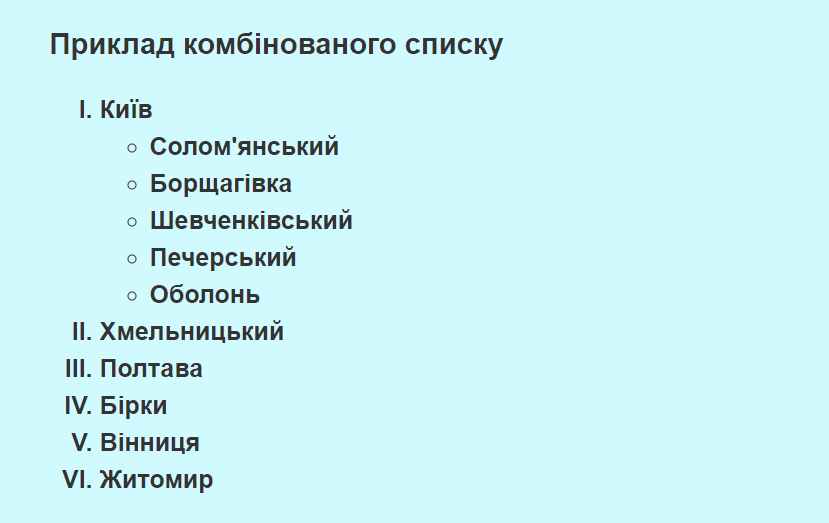 Приклад комбінованого списку
I. Київ
◦ Солом'янський
◦ Борщагівка
◦ Шевченківський
◦ Печерський
◦ Оболонь
II. Хмельницький
III. Полтава
IV. Бірки
V. Вінниця
VI. Житомир